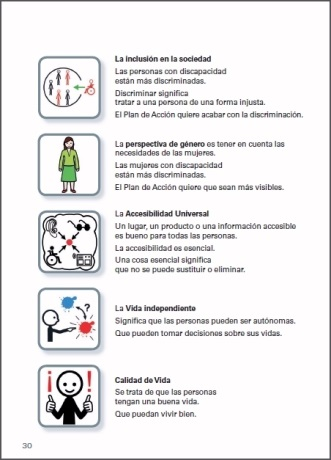 La inclusión en la sociedad
Las personas con discapacidad
están más discriminadas.
Discriminar significa
tratar a una persona de una forma injusta.
El Plan de Acción quiere acabar con la discriminación.
La perspectiva de género es tener en cuenta las
necesidades de las mujeres.
Las mujeres con discapacidad
están más discriminadas.
El Plan de Acción quiere que sean más visibles.
La Accesibilidad Universal
Un lugar, un producto o una información accesible
es bueno para todas las personas.
La accesibilidad es esencial.
Una cosa esencial significa
que no se puede sustituir o eliminar.
?
La Vida independiente
Significa que las personas pueden ser autónomas.
Que pueden tomar decisiones sobre sus vidas.
¡ !
Calidad de Vida
Se trata de que las personas
tengan una buena vida.
Que puedan vivir bien.
30